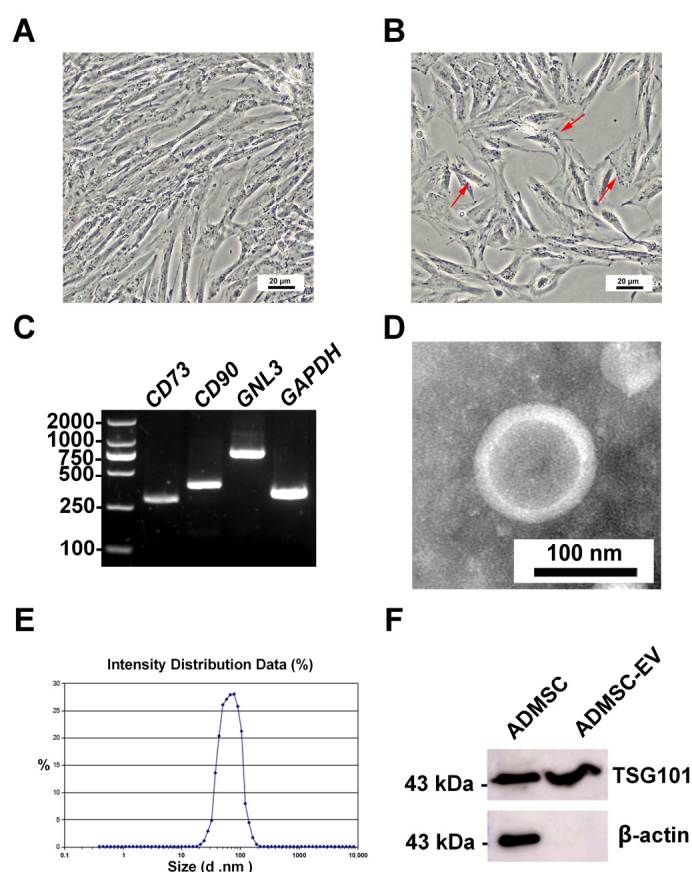 A
B
20 µm
20 µm
C
D
CD73 CD90 GNL3 GAPDH
2000-
1000-
750-
500-
250-
100-
100 nm
E
F
Intensity Distribution Data (%)
30
25
20
15
10
5
0
%
0.1 1 10 100 1000 10.000
Size (d .nm )
ADMSC ADMSC-EV
43 kDa - TSG101
43 kDa - β-actin